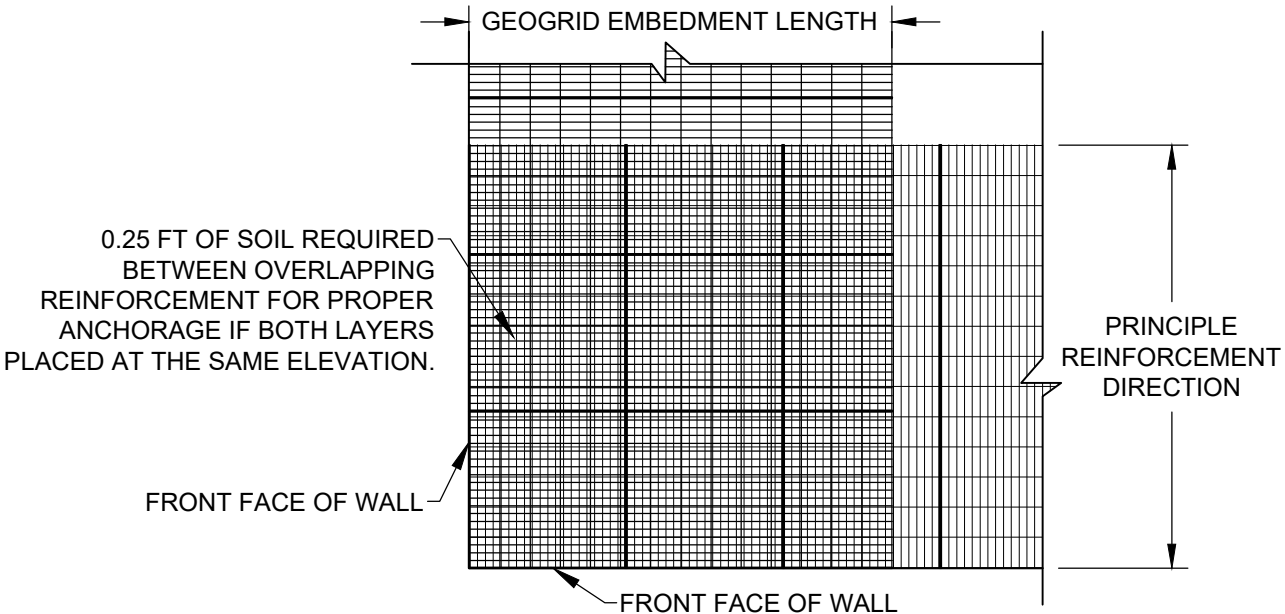 GEOGRID EMBEDMENT LENGTH
0.25 FT OF SOIL REQUIRED
BETWEEN OVERLAPPING
REINFORCEMENT FOR PROPER
ANCHORAGE IF BOTH LAYERS
PLACED AT THE SAME ELEVATION.
PRINCIPLE
REINFORCEMENT
DIRECTION
FRONT FACE OF WALL
FRONT FACE OF WALL